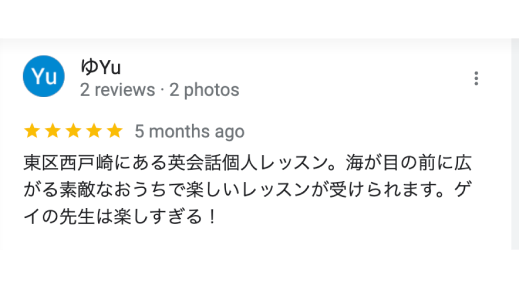 Yu
ゆYu
2 reviews · 2 photos
5 months ago
東区西戸崎にある英会話個人レッスン。海が目の前に広
がる素敵なおうちで楽しいレッスンが受けられます。ゲ
イの先生は楽しすぎる！